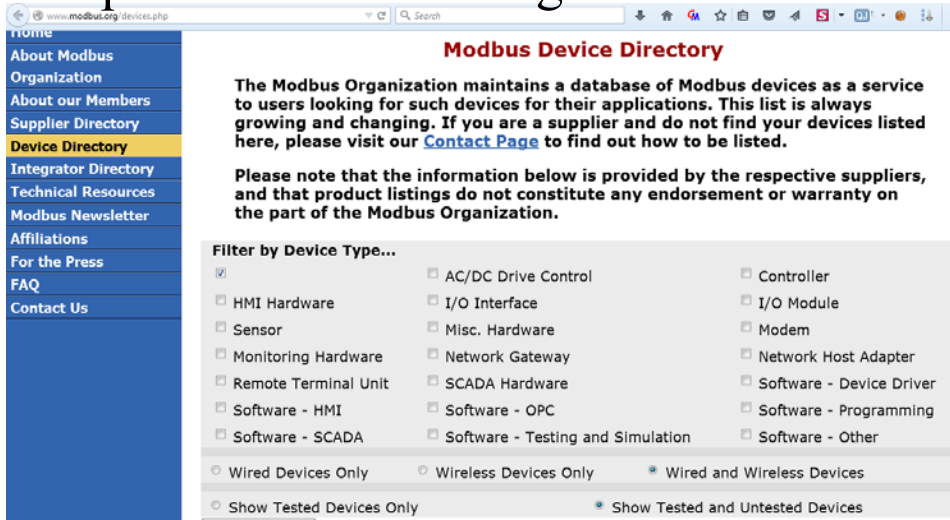 www.modbus.org/devices.php
Search
Home
About Modbus
Organization
About our Members
Supplier Directory
Device Directory
Integrator Directory
Technical Resources
Modbus Newsletter
Affiliations
For the Press
FAQ
Contact Us
Modbus Device Directory
The Modbus Organization maintains a database of Modbus devices as a service
to users looking for such devices for their applications. This list is always
growing and changing. If you are a supplier and do not find your devices listed
here, please visit our Contact Page to find out how to be listed.
Please note that the information below is provided by the respective suppliers,
and that product listings do not constitute any endorsement or warranty on
the part of the Modbus Organization.
Filter by Device Type...
AC/DC Drive Control Controller
HMI Hardware I/O Interface I/O Module
Sensor Misc. Hardware Modem
Monitoring Hardware Network Gateway Network Host Adapter
Remote Terminal Unit SCADA Hardware Software - Device Driver
Software - HMI Software - OPC Software - Programming
Software - SCADA Software - Testing and Simulation Software - Other
Wired Devices Only Wireless Devices Only Wired and Wireless Devices
Show Tested Devices Only Show Tested and Untested Devices